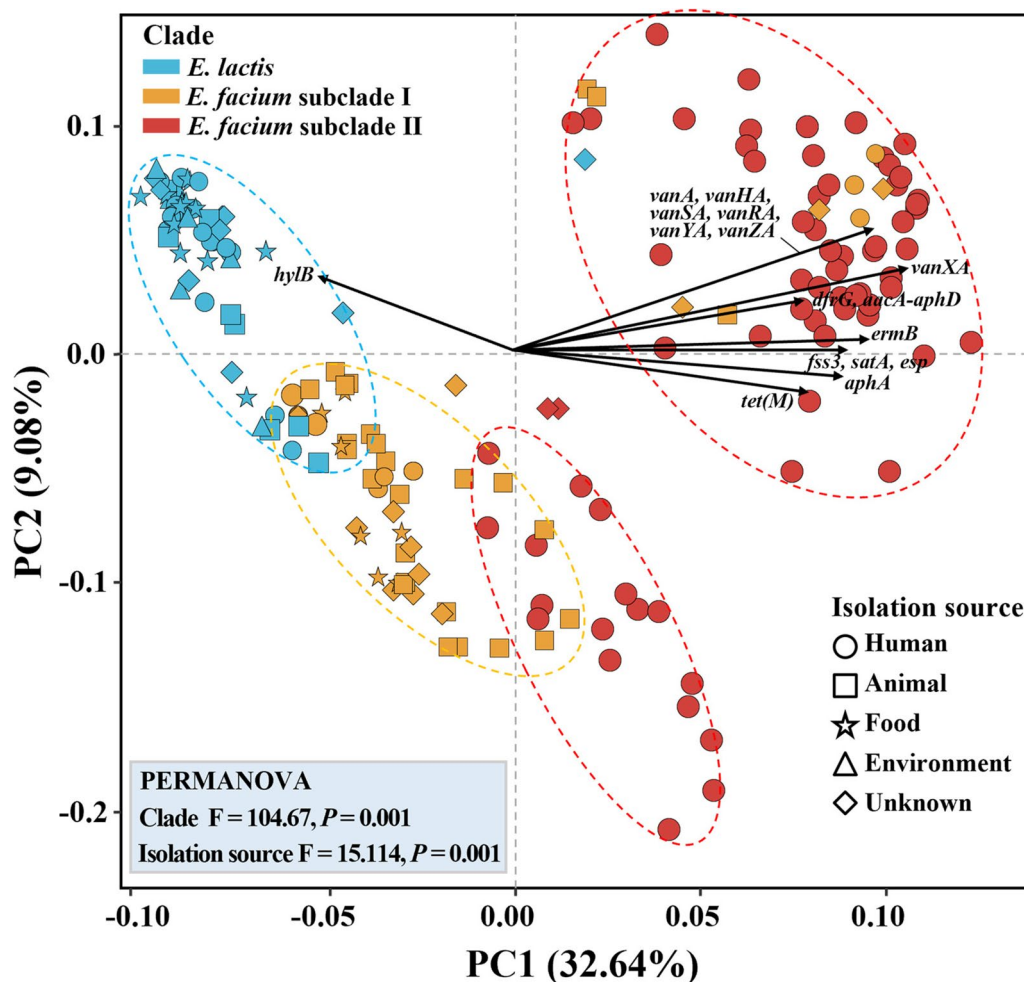 Clade
E. lactis
E. facium subclade I
E. facium subclade II
0.1
0.0
-0.1
-0.2
PC2 (9.08%)
vanA, vanHA,
vanSA, vanRA,
vanYA, vanZA
hylB
vanXA
dfrG, aacA-aphD
ermB
fss3, satA, esp
aphA
tet(M)
Isolation source
Human
Animal
Food
Environment
Unknown
PERMANOVA
Clade F = 104.67, P = 0.001
Isolation source F = 15.114, P = 0.001
-0.10
-0.05
0.00
0.05
0.10
PC1 (32.64%)